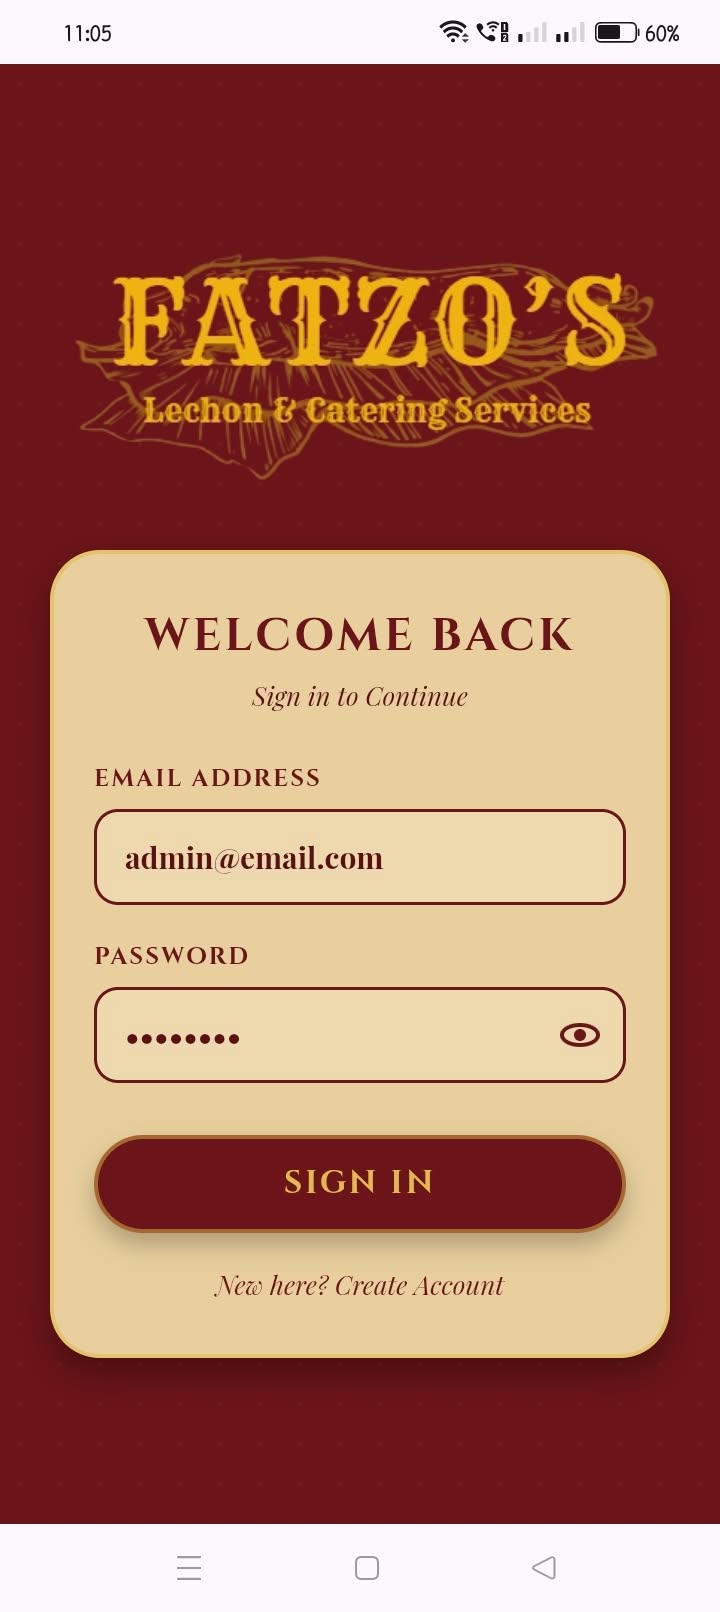 11:05
60%
FATZO'S
Lechon & Catering Services
WELCOME BACK
Sign in to Continue
EMAIL ADDRESS
admin@email.com
PASSWORD
••••••••
SIGN IN
New here? Create Account